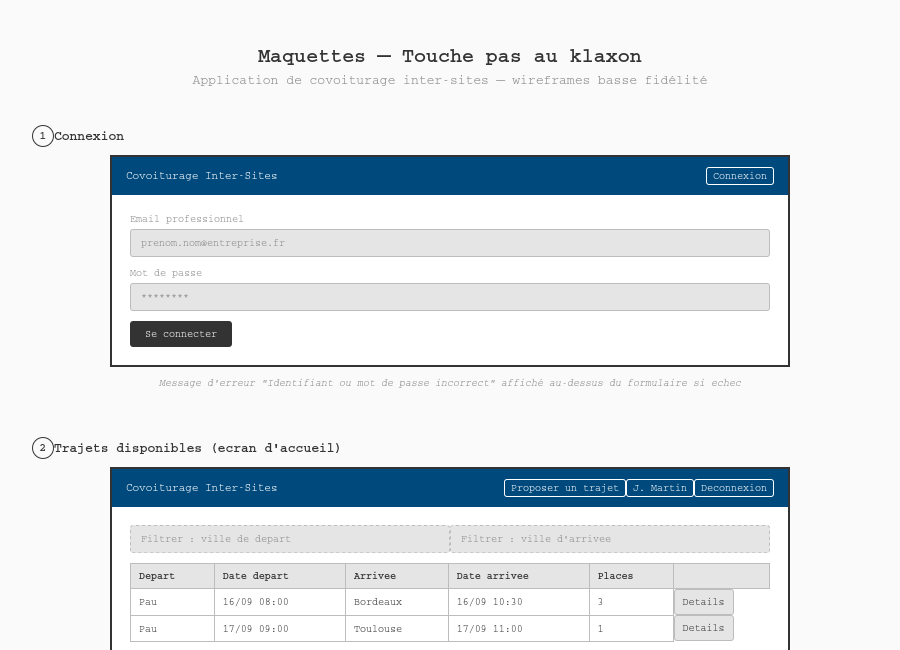 Maquettes — Touche pas au klaxon
Application de covoiturage inter-sites — wireframes basse fidélité
1 Connexion
Covoiturage Inter-Sites Connexion
Email professionnel
prenom.nom@entreprise.fr
Mot de passe
********
Se connecter
Message d'erreur "Identifiant ou mot de passe incorrect" affiché au-dessus du formulaire si echec
2 Trajets disponibles (ecran d'accueil)
Covoiturage Inter-Sites Proposer un trajet J. Martin Deconnexion
Filtrer : ville de depart Filtrer : ville d'arrivee
Depart Date depart Arrivee Date arrivee Places
Pau 16/09 08:00 Bordeaux 16/09 10:30 3 Details
Pau 17/09 09:00 Toulouse 17/09 11:00 1 Details